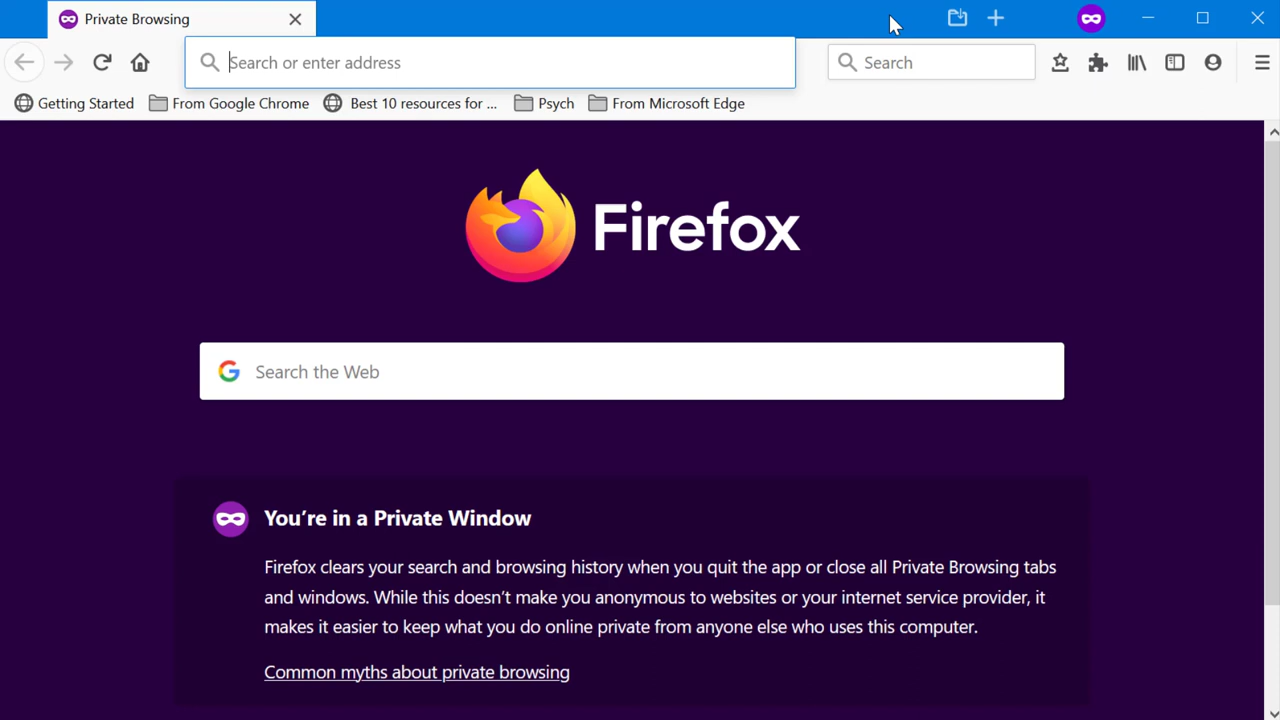 Private Browsing
Search or enter address
Search
Getting Started From Google Chrome Best 10 resources for ... Psych From Microsoft Edge
Firefox
Search the Web
You're in a Private Window
Firefox clears your search and browsing history when you quit the app or close all Private Browsing tabs
and windows. While this doesn't make you anonymous to websites or your internet service provider, it
makes it easier to keep what you do online private from anyone else who uses this computer.
Common myths about private browsing